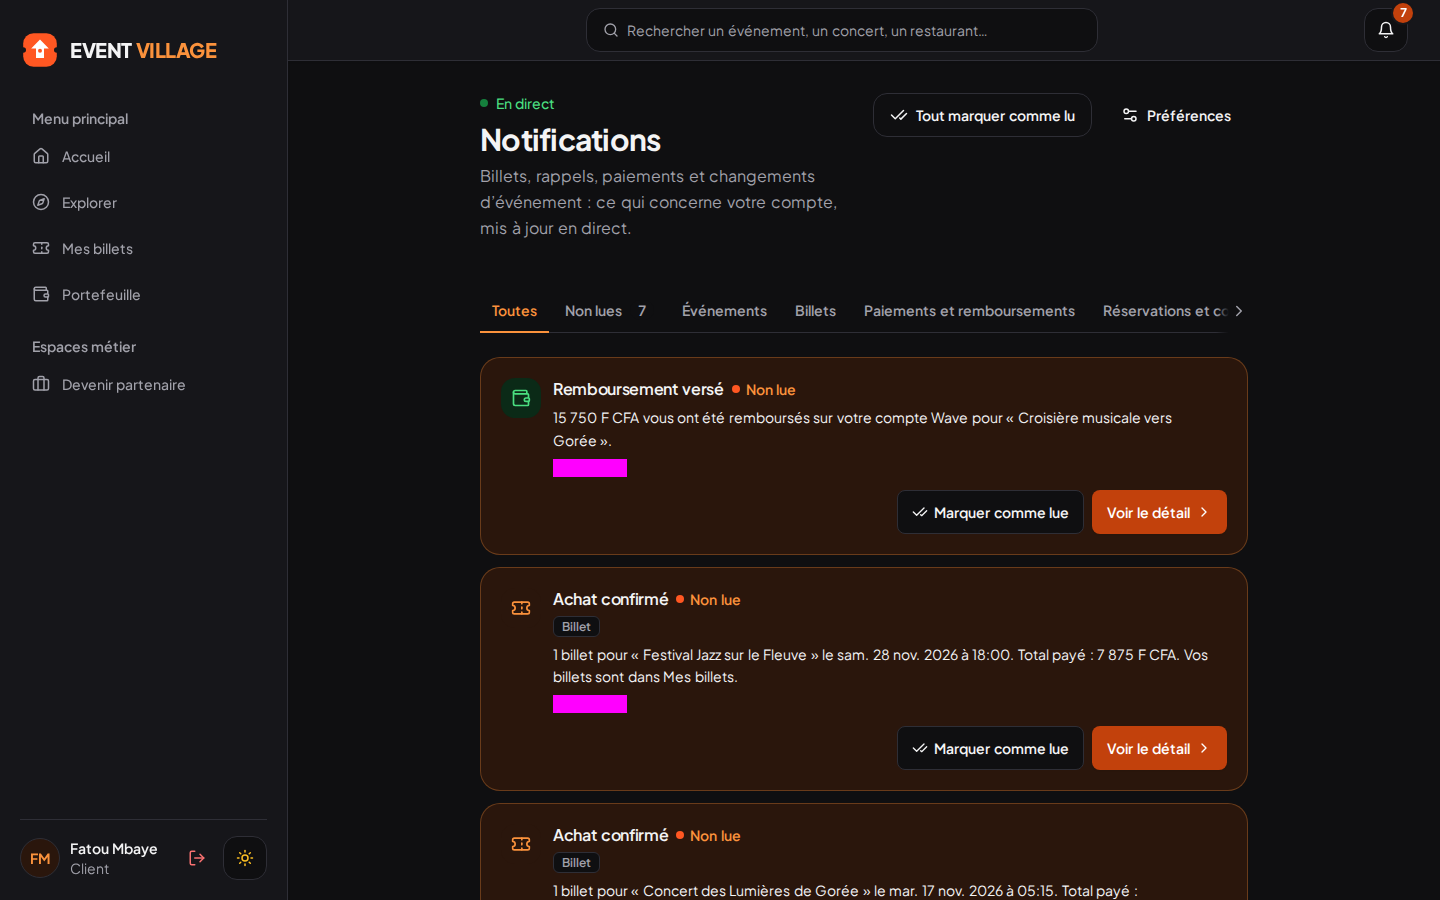 EVENT VILLAGE
Rechercher un événement, un concert, un restaurant...
7
Menu principal
Accueil
Explorer
Mes billets
Portefeuille
Espaces métier
Devenir partenaire
FM
Fatou Mbaye
Client
En direct
Notifications
Billets, rappels, paiements et changements
d'événement : ce qui concerne votre compte,
mis à jour en direct.
Tout marquer comme lu
Préférences
Toutes
Non lues 7
Événements
Billets
Paiements et remboursements
Réservations et
Remboursement versé
Non lue
15 750 F CFA vous ont été remboursés sur votre compte Wave pour « Croisière musicale vers
Gorée ».
Marquer comme lue
Voir le détail
Achat confirmé
Non lue
Billet
1 billet pour « Festival Jazz sur le Fleuve » le sam. 28 nov. 2026 à 18:00. Total payé : 7 875 F CFA. Vos
billets sont dans Mes billets.
Marquer comme lue
Voir le détail
Achat confirmé
Non lue
Billet
1 billet pour « Concert des Lumières de Gorée » le mar. 17 nov. 2026 à 05:15. Total payé :